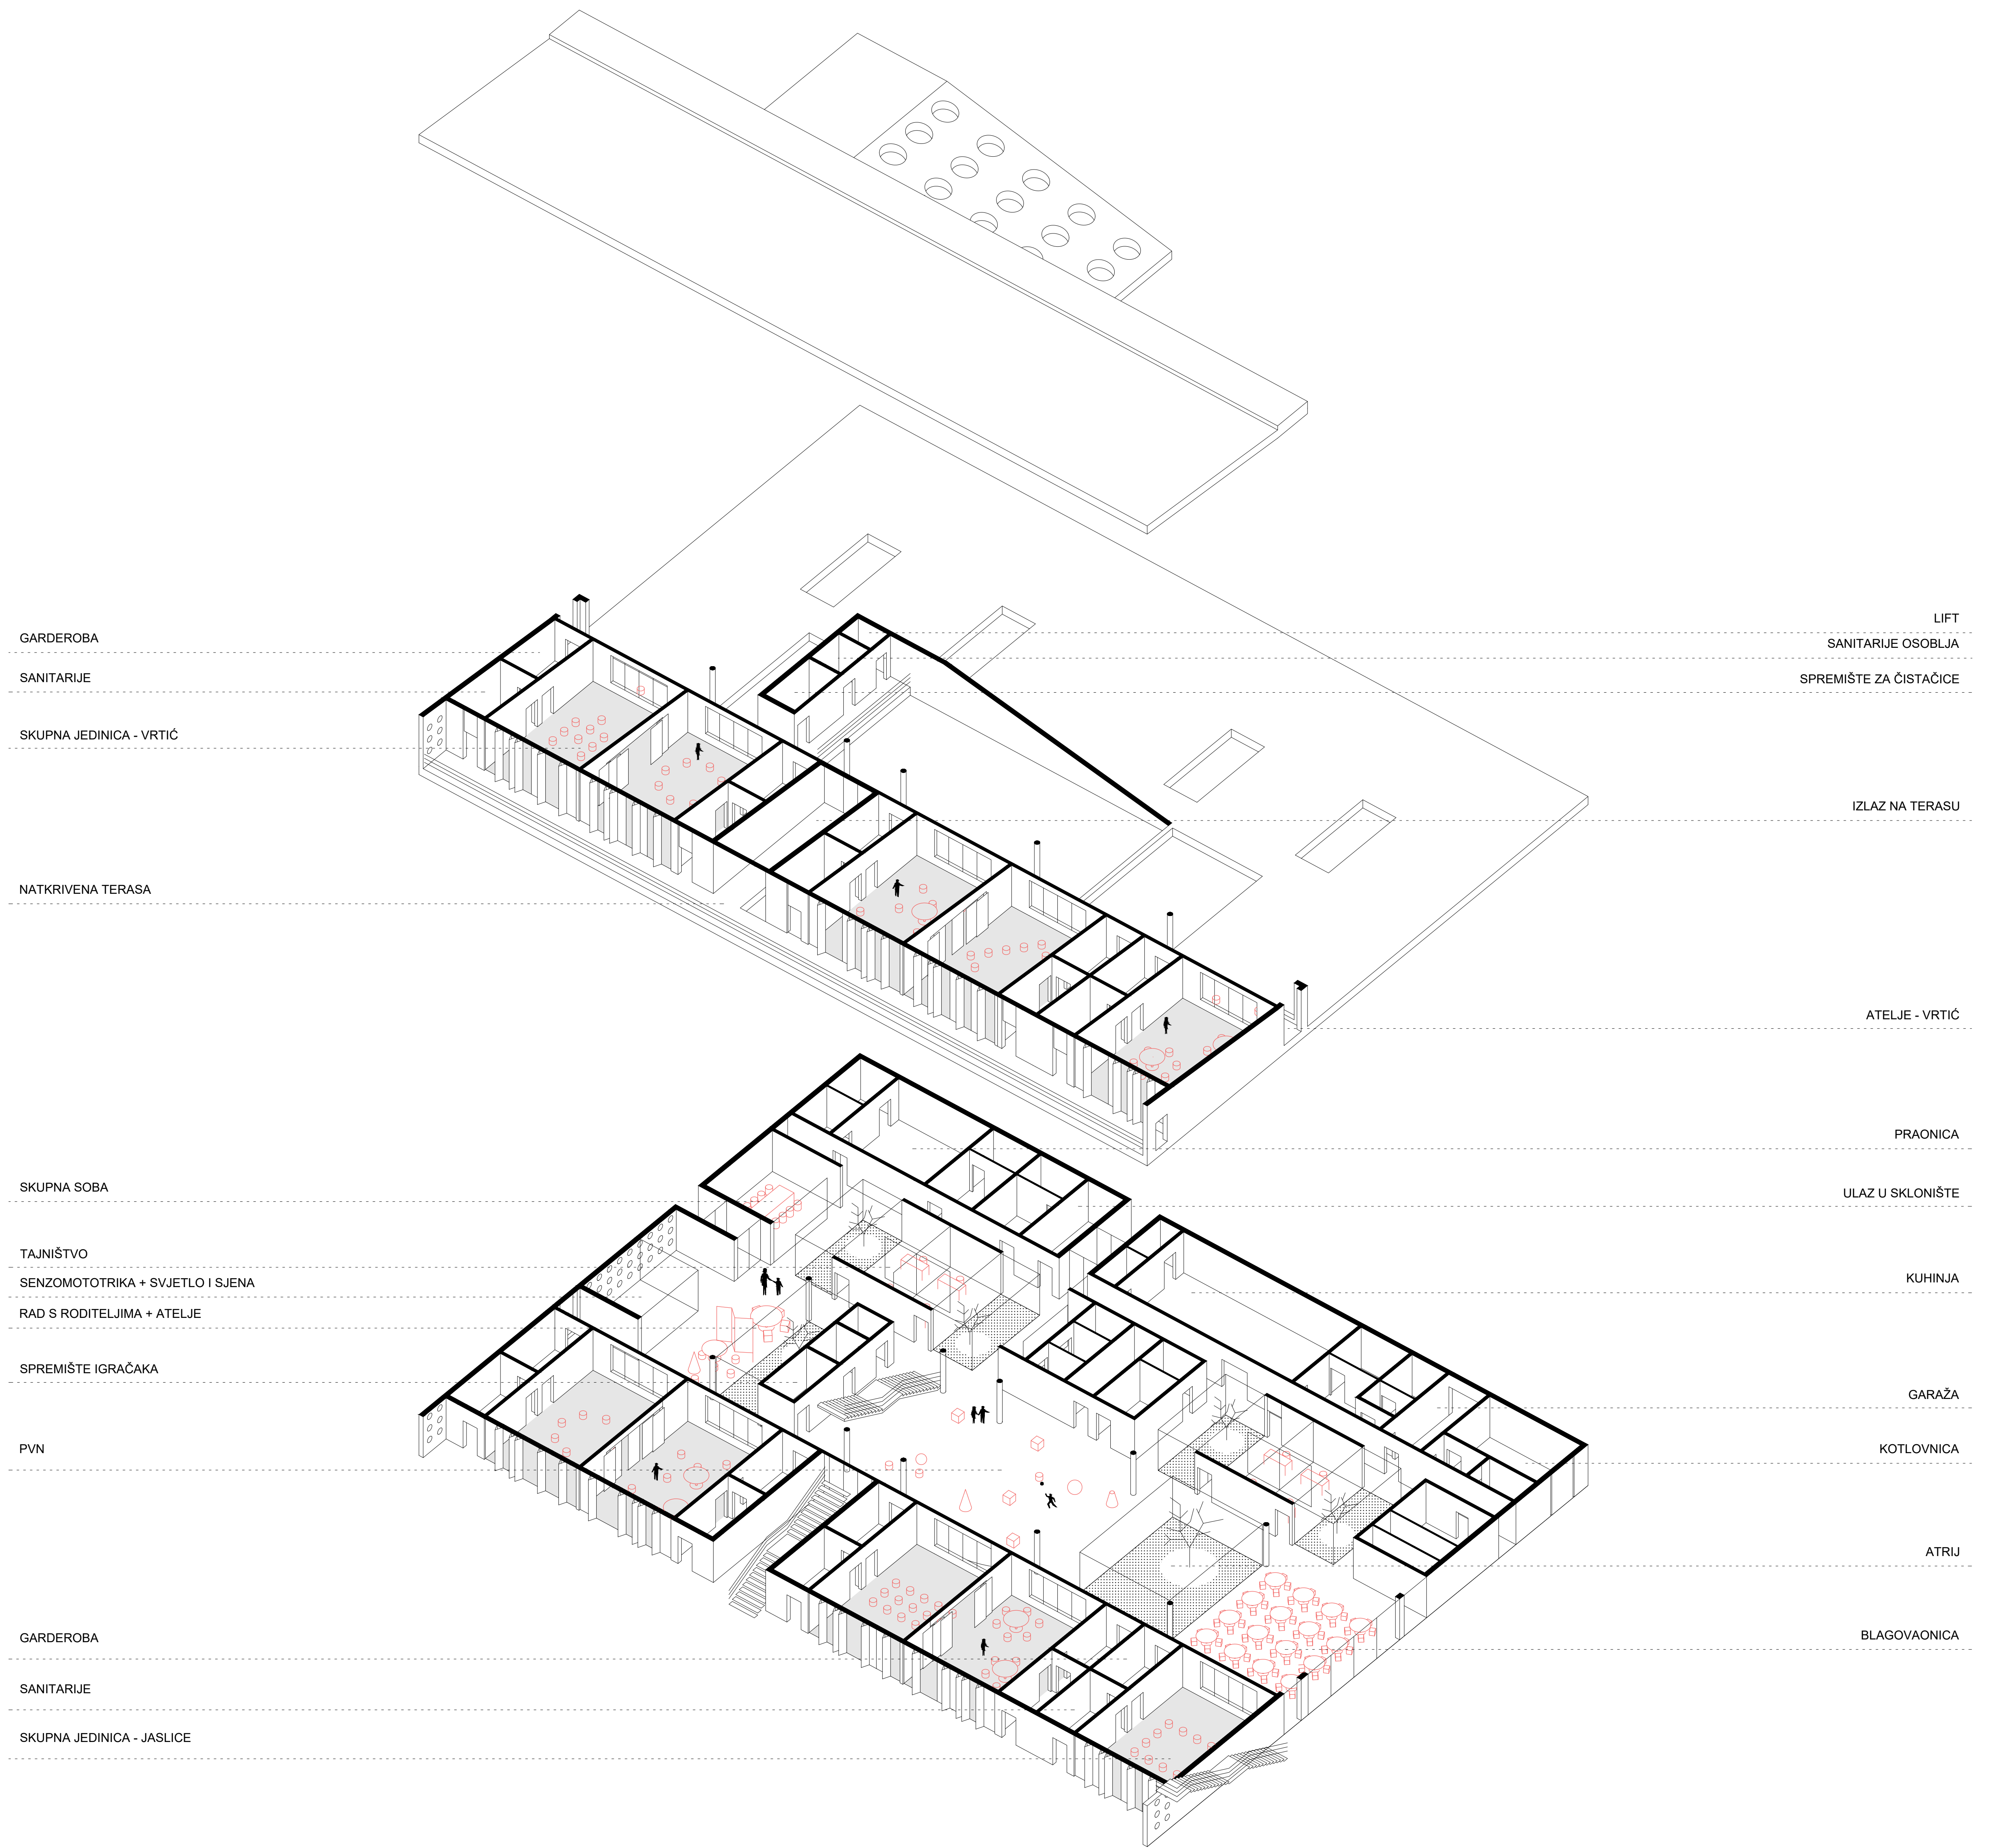 GARDEROBA
SANITARIJE
SKUPNA JEDINICA - VRTIĆ
NATKRIVENA TERASA
SKUPNA SOBA
TAJNIŠTVO
SENZOMOTOTRIKA + SVJETLO I SJENA
RAD S RODITELJIMA + ATELJE
SPREMIŠTE IGRAČAKA
PVN
GARDEROBA
SANITARIJE
SKUPNA JEDINICA - JASLICE
LIFT
SANITARIJE OSOBLJA
SPREMIŠTE ZA ČISTAČICE
IZLAZ NA TERASU
ATELJE - VRTIĆ
PRAONICA
ULAZ U SKLONIŠTE
KUHINJA
GARAŽA
KOTLOVNICA
ATRIJ
BLAGOVAONICA